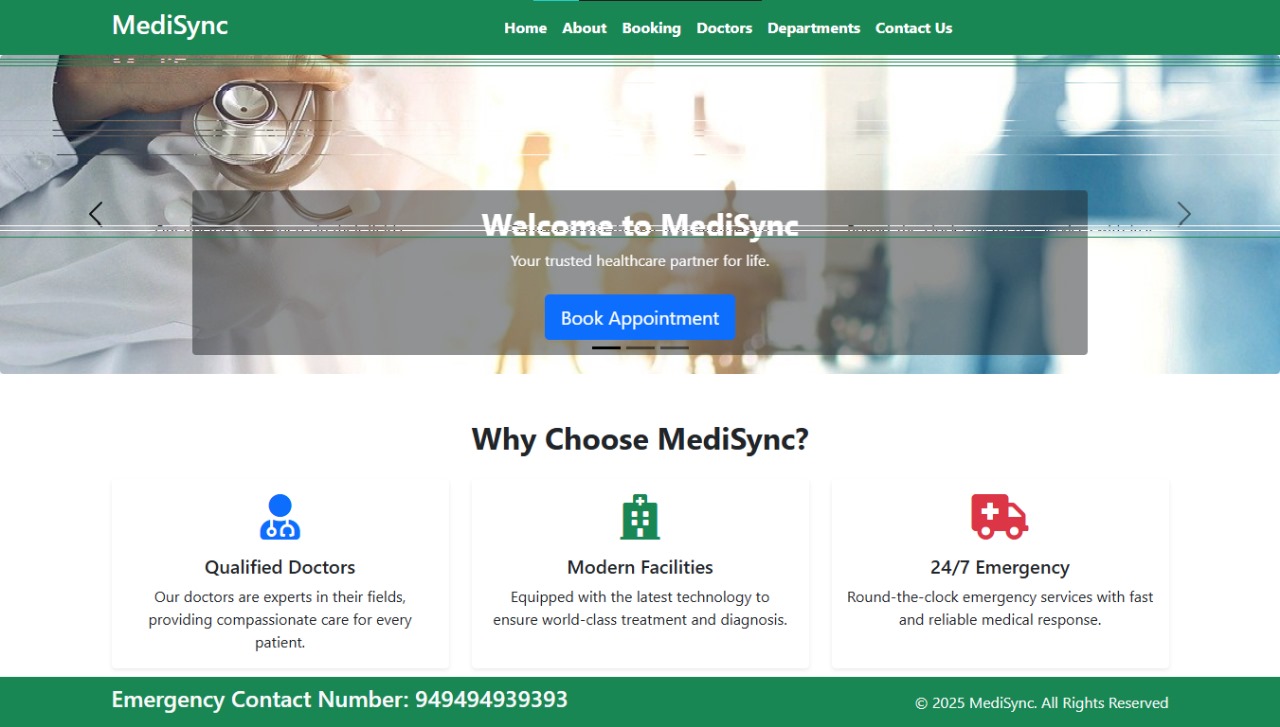 MediSync
Home About Booking Doctors Departments Contact Us
Welcome to MediSync
Your trusted healthcare partner for life.
Book Appointment
Why Choose MediSync?
Qualified Doctors
Our doctors are experts in their fields,
providing compassionate care for every
patient.
Modern Facilities
Equipped with the latest technology to
ensure world-class treatment and diagnosis.
24/7 Emergency
Round-the-clock emergency services with fast
and reliable medical response.
Emergency Contact Number: 949494939393
© 2025 MediSync. All Rights Reserved